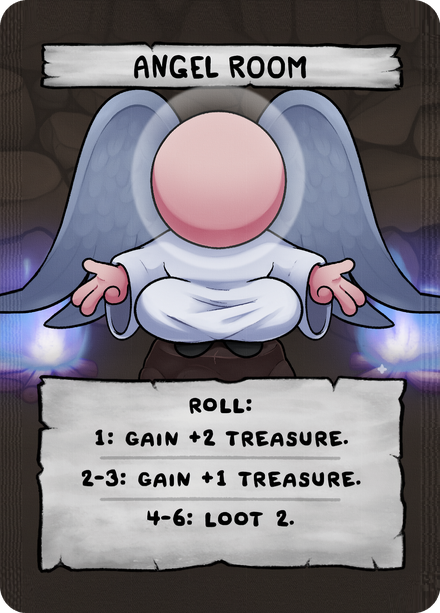 ANGEL ROOM
ROLL:
1: GAIN +2 TREASURE.
2-3: GAIN +1 TREASURE.
4-6: LOOT 2.